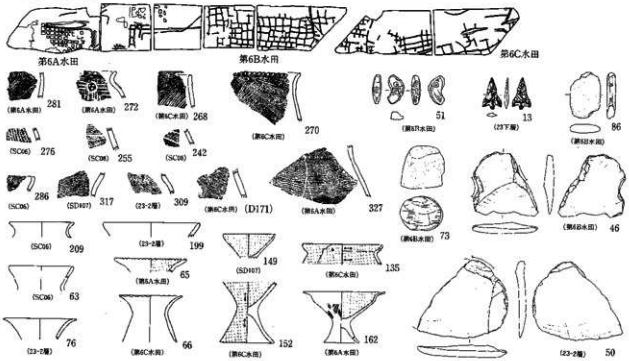 第6A水田 第6B水田 第6C水田
(第6A水田) 281 (第6A水田) 272 (第6C水田) 268 (第6C水田) 270 (第6B水田) 51 (23下層) 13 (第6B水田) 86
(SC06) 276 (SC08) 255 (SC08) 242
(SC06) 286 (SD107) 317 (23-2層) 309 (第6C水田) (D171) (第6A水田) 327 (第6B水田) 73 (第6B水田) 46
(SC06) 209 (23-2層) 199 (SD107) 149 (第6C水田) 135
(SC06) 63 (第6A水田) 65
(23-2層) 76 (第6C水田) 66 (第6C水田) 152 (第6A水田) 162 (23-2層) 50